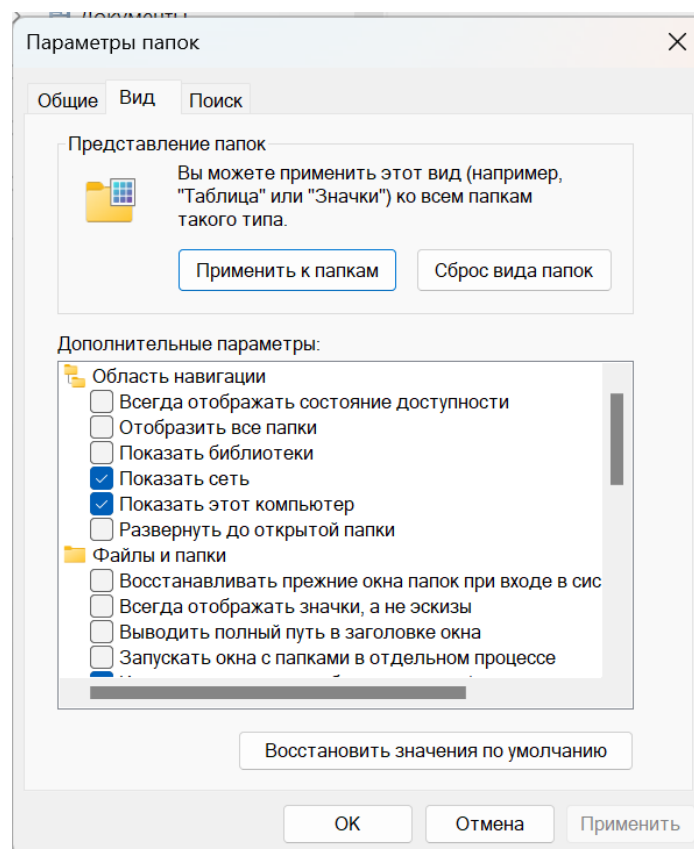 Документы
Параметры папок
Общие Вид Поиск
Представление папок
Вы можете применить этот вид (например,
"Таблица" или "Значки") ко всем папкам
такого типа.
Применить к папкам Сброс вида папок
Дополнительные параметры:
Область навигации
Всегда отображать состояние доступности
Отобразить все папки
Показать библиотеки
Показать сеть
Показать этот компьютер
Развернуть до открытой папки
Файлы и папки
Восстанавливать прежние окна папок при входе в сис
Всегда отображать значки, а не эскизы
Выводить полный путь в заголовке окна
Запускать окна с папками в отдельном процессе
Восстановить значения по умолчанию
ОК Отмена Применить